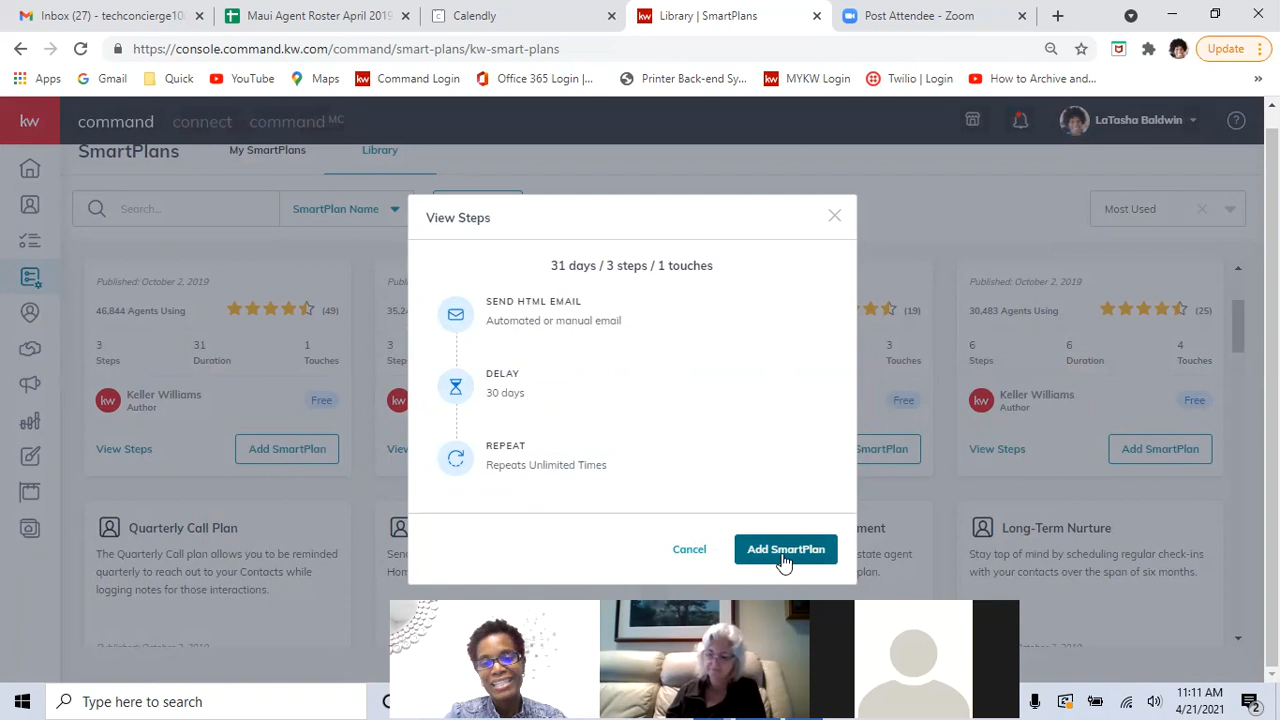 Inbox (27) - techconcierge10
Maui Roster April 2019
Calendly
Library | SmartPlans
Post Attendee - Zoom
https://console.command.kw.com/command/smart-plans/kw-smart-plans
Update
Apps
Gmail
Quick
YouTube
Maps
Command Login
Office 365 Login |...
Printer Back-end Sy...
MYKW Login
Twilio | Login
How to Archive and...
»
kw
command
connect
command MC
LaTasha Baldwin
SmartPlans
My SmartPlans
Library
Search...
SmartPlan Name
Most Used
View Steps
31 days / 3 steps / 1 touches
SEND HTML EMAIL
Automated or manual email
DELAY
30 days
REPEAT
Repeats Unlimited Times
Cancel
Add SmartPlan
Published: October 2, 2019
46,844 Agents Using
(49)
3
31
1
Steps
Duration
Touches
Keller Williams
Author
Free
View Steps
Add SmartPlan
(19)
3
Touches
Free
SmartPlan
Published: October 2, 2019
30,483 Agents Using
(25)
6
6
4
Steps
Duration
Touches
Keller Williams
Author
Free
View Steps
Add SmartPlan
Quarterly Call Plan
The Quarterly Call plan allows you to be reminded
quarterly to reach out to your Contacts while
logging notes for those interactions.
Long-Term Nurture
Stay top of mind by scheduling regular check-ins
with your contacts over the span of six months.
Type here to search
11:11 AM
4/21/2021
2